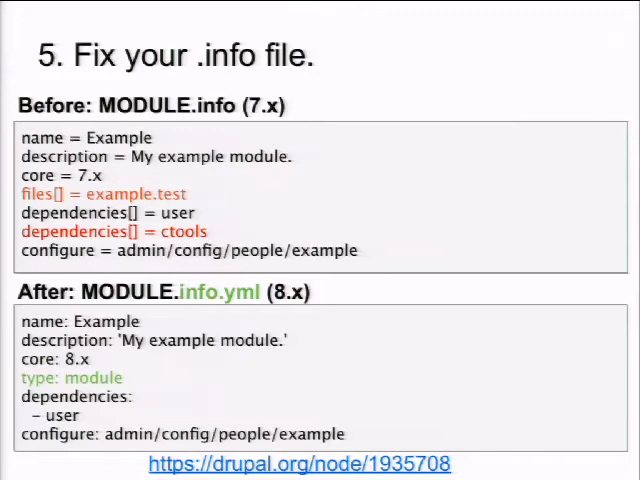 5. Fix your .info file.
Before: MODULE.info (7.x)
name = Example
description = My example module.
core = 7.x
files[] = example.test
dependencies[] = user
dependencies[] = ctools
configure = admin/config/people/example
After: MODULE.info.yml (8.x)
name: Example
description: 'My example module.'
core: 8.x
type: module
dependencies:
– user
configure: admin/config/people/example
https://drupal.org/node/1935708